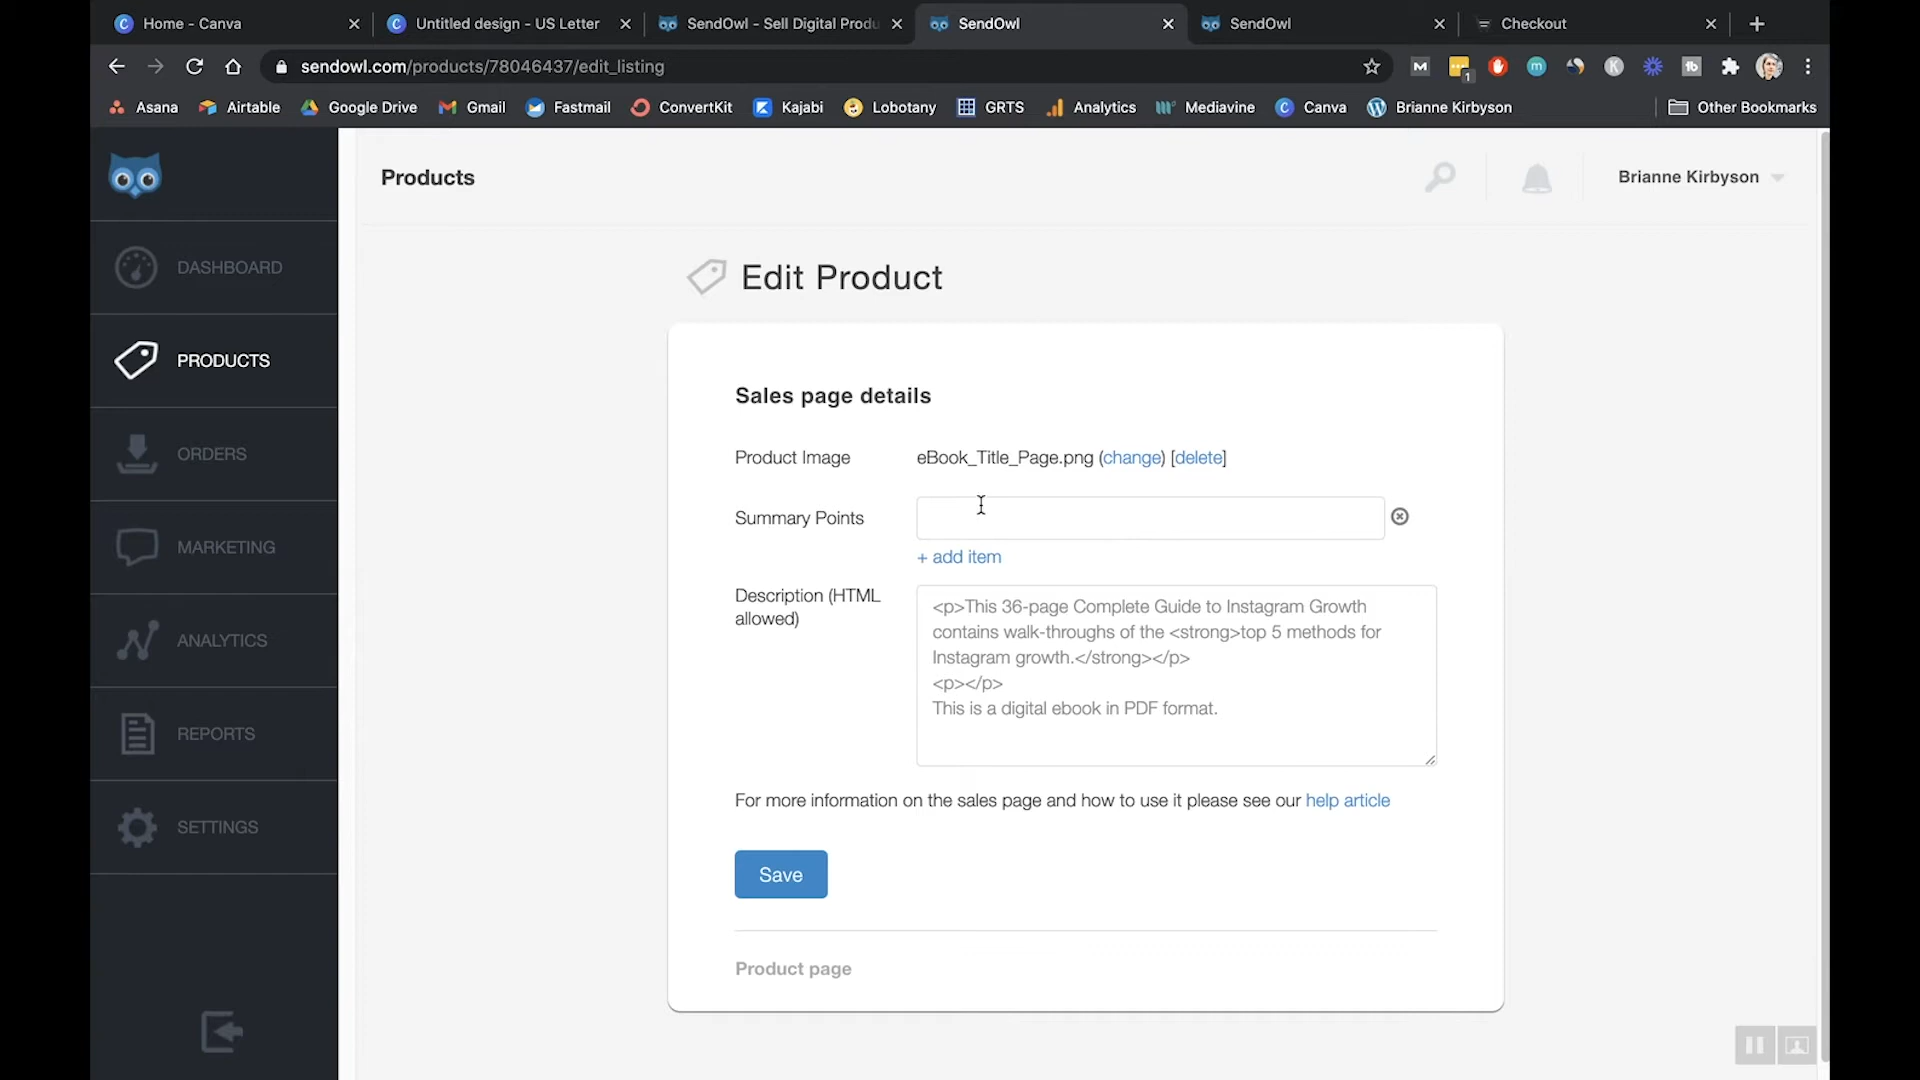 Home - Canva
Untitled design - US Letter
SendOwl - Sell Digital Produ
SendOwl
SendOwl
Checkout
sendowl.com/products/78046437/edit_listing
1
Asana
Airtable
Google Drive
Gmail
Fastmail
ConvertKit
Kajabi
Lobotany
GRTS
Analytics
Mediavine
Canva
Brianne Kirbyson
Other Bookmarks
Products
Brianne Kirbyson
DASHBOARD
PRODUCTS
ORDERS
MARKETING
ANALYTICS
REPORTS
SETTINGS
Edit Product
Sales page details
Product Image
eBook_Title_Page.png (change) [delete]
Summary Points
+ add item
Description (HTML
allowed)
<p>This 36-page Complete Guide to Instagram Growth
contains walk-throughs of the <strong>top 5 methods for
Instagram growth.</strong></p>
<p></p>
This is a digital ebook in PDF format.
For more information on the sales page and how to use it please see our help article
Save
Product page